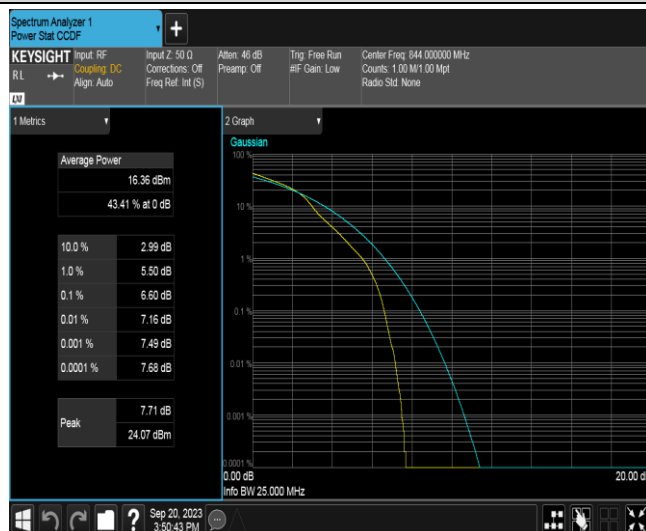 Spectrum Analyzer 1
Power Stat CCDF
+
KEYSIGHT
RL
LXI
Input: RF
Coupling: DC
Align: Auto
Input Z: 50 Ω
Corrections: Off
Freq Ref: Int (S)
Atten: 46 dB
Preamp: Off
Trig: Free Run
#IF Gain: Low
Center Freq: 844.000000 MHz
Counts: 1.00 M/1.00 Mpt
Radio Std: None
1 Metrics
Average Power
16.36 dBm
43.41 % at 0 dB
10.0 % 2.99 dB
1.0 % 5.50 dB
0.1 % 6.60 dB
0.01 % 7.16 dB
0.001 % 7.49 dB
0.0001 % 7.68 dB
Peak 7.71 dB
24.07 dBm
2 Graph
Gaussian
100 %
10 %
1 %
0.1 %
0.01 %
0.001 %
0.0001 %
0.00 dB
20.00 d
Info BW 25.000 MHz
?
Sep 20, 2023
3:50:43 PM